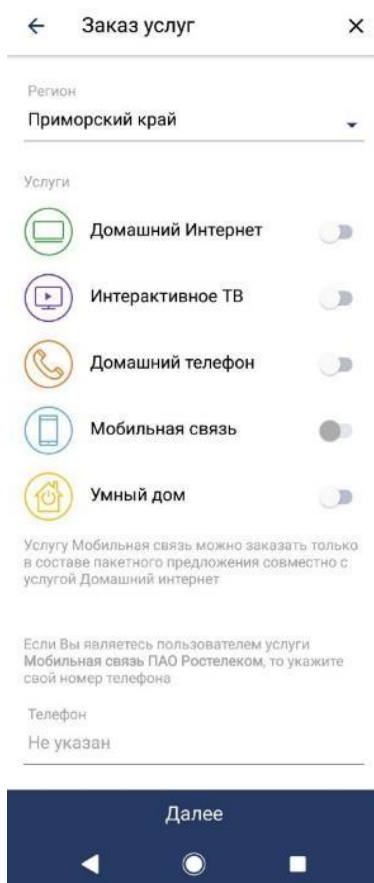 Заказ услуг
Регион
Приморский край
Услуги
Домашний Интернет
Интерактивное ТВ
Домашний телефон
Мобильная связь
Умный дом
Услугу Мобильная связь можно заказать только
в составе пакетного предложения совместно с
услугой Домашний интернет
Если Вы являетесь пользователем услуги
Мобильная связь ПАО Ростелеком, то укажите
свой номер телефона
Телефон
Не указан
Далее